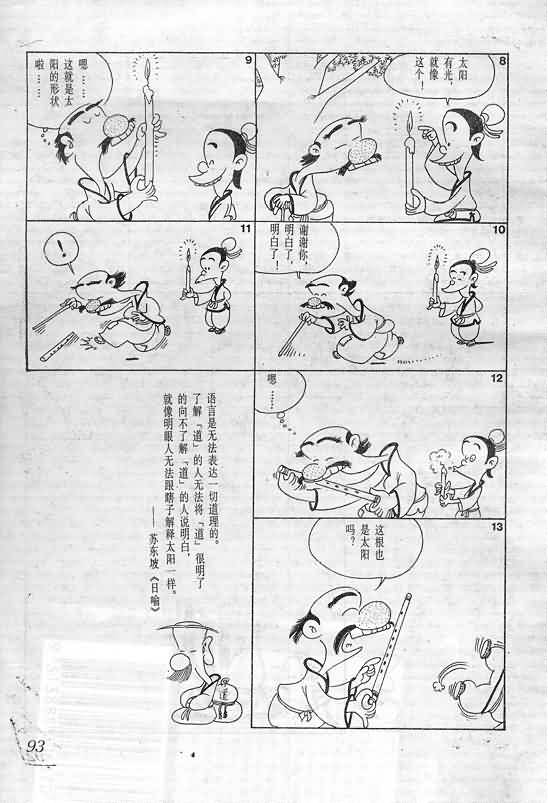 8
太阳
有光，
就像
这个！
9
嗯……
这就是太
阳的形状
啦……
10
谢谢你，
明白了，
明白了！
11
！
12
嗯
……
13
这根也
是太阳
吗？
语言是无法表达一切道理的。
了解「道」的人无法将「道」很明了
的向不了解「道」的人说明白，
就像明眼人无法跟瞎子解释太阳一样。
——苏东坡《日喻》
93